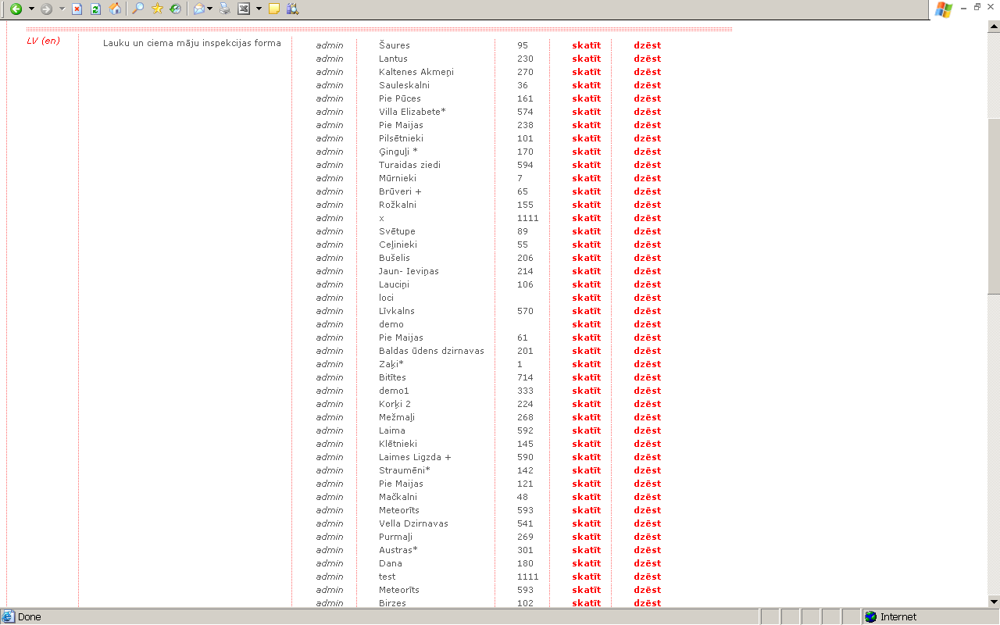 LV (en) Lauku un ciema māju inspekcijas forma admin Šaures 95 skatīt dzēst
admin Lantus 230 skatīt dzēst
admin Kaltenes Akmeņi 270 skatīt dzēst
admin Sauleskalni 36 skatīt dzēst
admin Pie Pūces 161 skatīt dzēst
admin Villa Elizabete* 574 skatīt dzēst
admin Pie Maijas 238 skatīt dzēst
admin Pilsētnieki 101 skatīt dzēst
admin Ģinguļi * 170 skatīt dzēst
admin Turaidas ziedi 594 skatīt dzēst
admin Mūrnieki 7 skatīt dzēst
admin Brūveri + 65 skatīt dzēst
admin Rožkalni 155 skatīt dzēst
admin x 1111 skatīt dzēst
admin Svētupe 89 skatīt dzēst
admin Ceļinieki 55 skatīt dzēst
admin Bušelis 206 skatīt dzēst
admin Jaun- Ieviņas 214 skatīt dzēst
admin Lauciņi 106 skatīt dzēst
admin loci skatīt dzēst
admin Līvkalns 570 skatīt dzēst
admin demo skatīt dzēst
admin Pie Maijas 61 skatīt dzēst
admin Baldas ūdens dzirnavas 201 skatīt dzēst
admin Zaķi* 1 skatīt dzēst
admin Bitītes 714 skatīt dzēst
admin demo1 333 skatīt dzēst
admin Korķi 2 224 skatīt dzēst
admin Mežmaļi 268 skatīt dzēst
admin Laima 592 skatīt dzēst
admin Klētnieki 145 skatīt dzēst
admin Laimes Ligzda + 590 skatīt dzēst
admin Straumēni* 142 skatīt dzēst
admin Pie Maijas 121 skatīt dzēst
admin Mačkalni 48 skatīt dzēst
admin Meteorīts 593 skatīt dzēst
admin Vella Dzirnavas 541 skatīt dzēst
admin Purmaļi 269 skatīt dzēst
admin Austras* 301 skatīt dzēst
admin Dana 180 skatīt dzēst
admin test 1111 skatīt dzēst
admin Meteorīts 593 skatīt dzēst
admin Birzes 102 skatīt dzēst
Done Internet